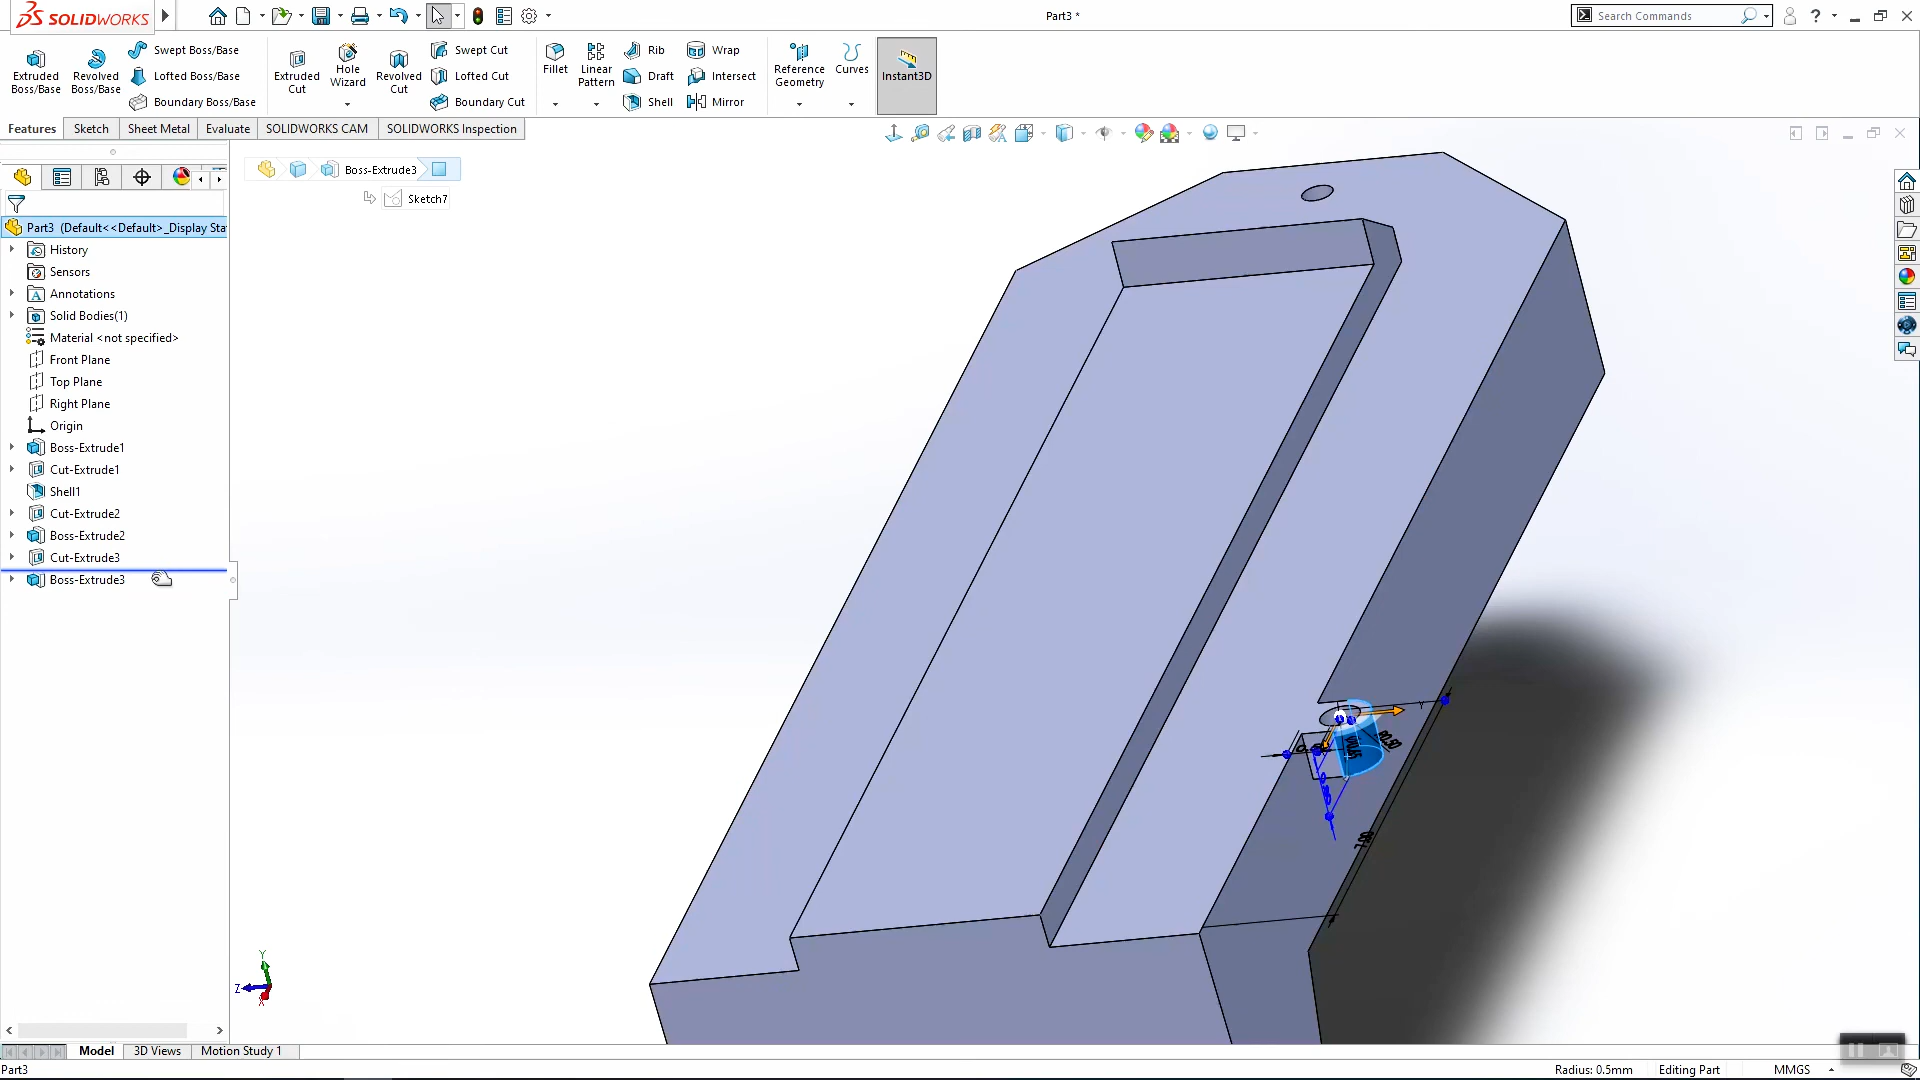 SOLIDWORKS
Part3 *
Search Commands
?
Extruded Boss/Base
Revolved Boss/Base
Swept Boss/Base
Lofted Boss/Base
Boundary Boss/Base
Extruded Cut
Hole Wizard
Revolved Cut
Swept Cut
Lofted Cut
Boundary Cut
Fillet
Linear Pattern
Rib
Draft
Shell
Wrap
Intersect
Mirror
Reference Geometry
Curves
Instant3D
Features
Sketch
Sheet Metal
Evaluate
SOLIDWORKS CAM
SOLIDWORKS Inspection
Boss-Extrude3
Sketch7
Part3 (Default<<Default>_Display Sta
History
Sensors
Annotations
Solid Bodies(1)
Material <not specified>
Front Plane
Top Plane
Right Plane
Origin
Boss-Extrude1
Cut-Extrude1
Shell1
Cut-Extrude2
Boss-Extrude2
Cut-Extrude3
Boss-Extrude3
R0.50
Y
Z
X
Model
3D Views
Motion Study 1
Part3
Radius: 0.5mm
Editing Part
MMGS